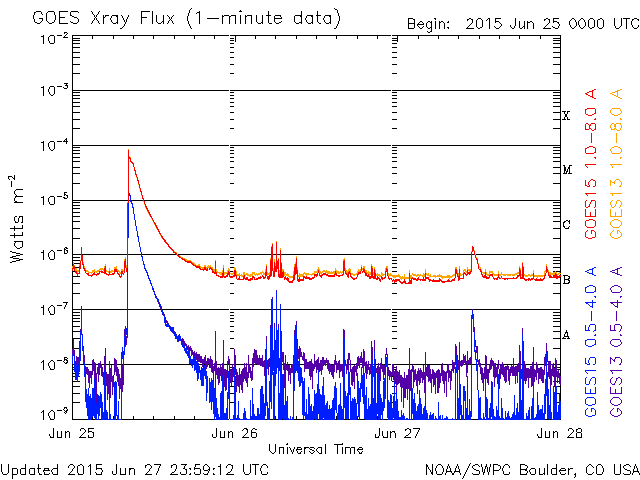 GOES Xray Flux (1-minute data)
Begin: 2015 Jun 25 0000 UTC
10-2
10-3
10-4
10-5
10-6
10-7
10-8
10-9
Watts m-2
X
M
C
B
A
GOES15 1.0-8.0 A
GOES13 1.0-8.0 A
GOES15 0.5-4.0 A
GOES13 0.5-4.0 A
Jun 25
Jun 26
Jun 27
Jun 28
Universal Time
Updated 2015 Jun 27 23:59:12 UTC
NOAA/SWPC Boulder, CO USA